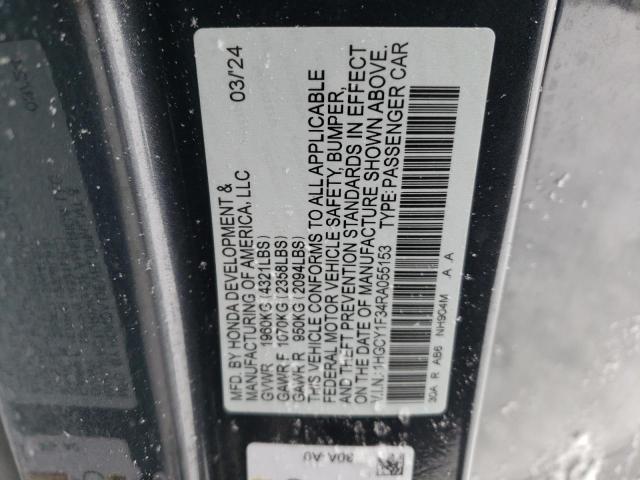 MFD. BY HONDA DEVELOPMENT & 03/'24
MANUFACTURING OF AMERICA, LLC
GVWR 1960KG (4321LBS)
GAWR F 1070KG (2358LBS)
GAWR R 950KG (2094LBS)
THIS VEHICLE CONFORMS TO ALL APPLICABLE
FEDERAL MOTOR VEHICLE SAFETY, BUMPER,
AND THEFT PREVENTION STANDARDS IN EFFECT
ON THE DATE OF MANUFACTURE SHOWN ABOVE.
V.I.N.: 1HGCY1F34RA055153 TYPE: PASSENGER CAR
30A R AB6 NH904M A A
30A A0